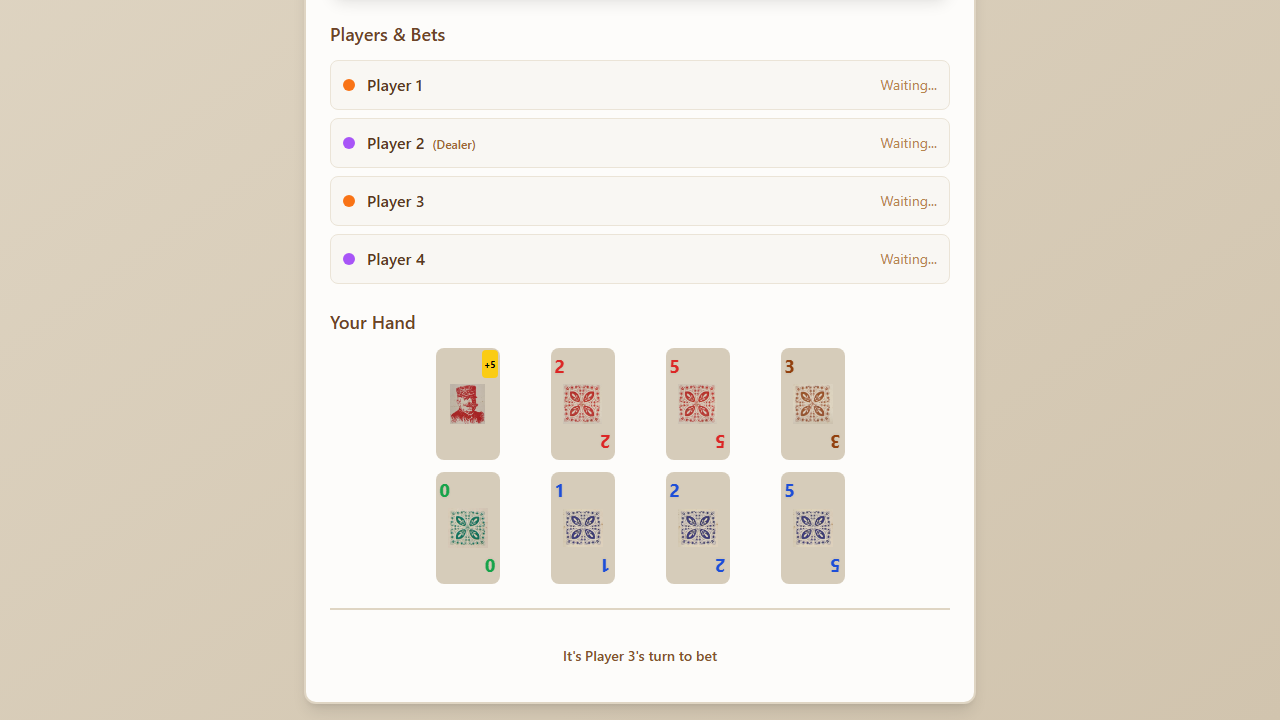 Players & Bets
Player 1 Waiting...
Player 2 (Dealer) Waiting...
Player 3 Waiting...
Player 4 Waiting...
Your Hand
+5
2 5 3
2 5 3
0 1 2 5
0 1 2 5
It's Player 3's turn to bet